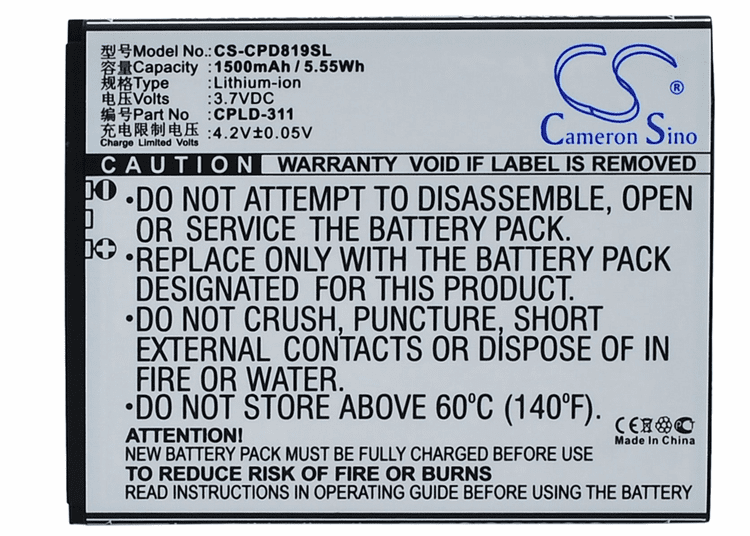 型号Model No.: CS-CPD819SL
容量Capacity : 1500mAh / 5.55Wh
规格Type : Lithium-ion
电压Volts : 3.7VDC
编号Part No : CPLD-311
充电限制电压 : 4.2V±0.05V
Charge Limited Volts
CS ®
Cameron Sino
CAUTION WARRANTY VOID IF LABEL IS REMOVED
•DO NOT ATTEMPT TO DISASSEMBLE, OPEN
OR SERVICE THE BATTERY PACK.
•REPLACE ONLY WITH THE BATTERY PACK
DESIGNATED FOR THIS PRODUCT.
•DO NOT CRUSH, PUNCTURE, SHORT
EXTERNAL CONTACTS OR DISPOSE OF IN
FIRE OR WATER.
•DO NOT STORE ABOVE 60°C (140°F).
ATTENTION!
NEW BATTERY PACK MUST BE FULLY CHARGED BEFORE USE
TO REDUCE RISK OF FIRE OR BURNS
READ INSTRUCTIONS IN OPERATING GUIDE BEFORE USING BATTERY
CE
Made In China